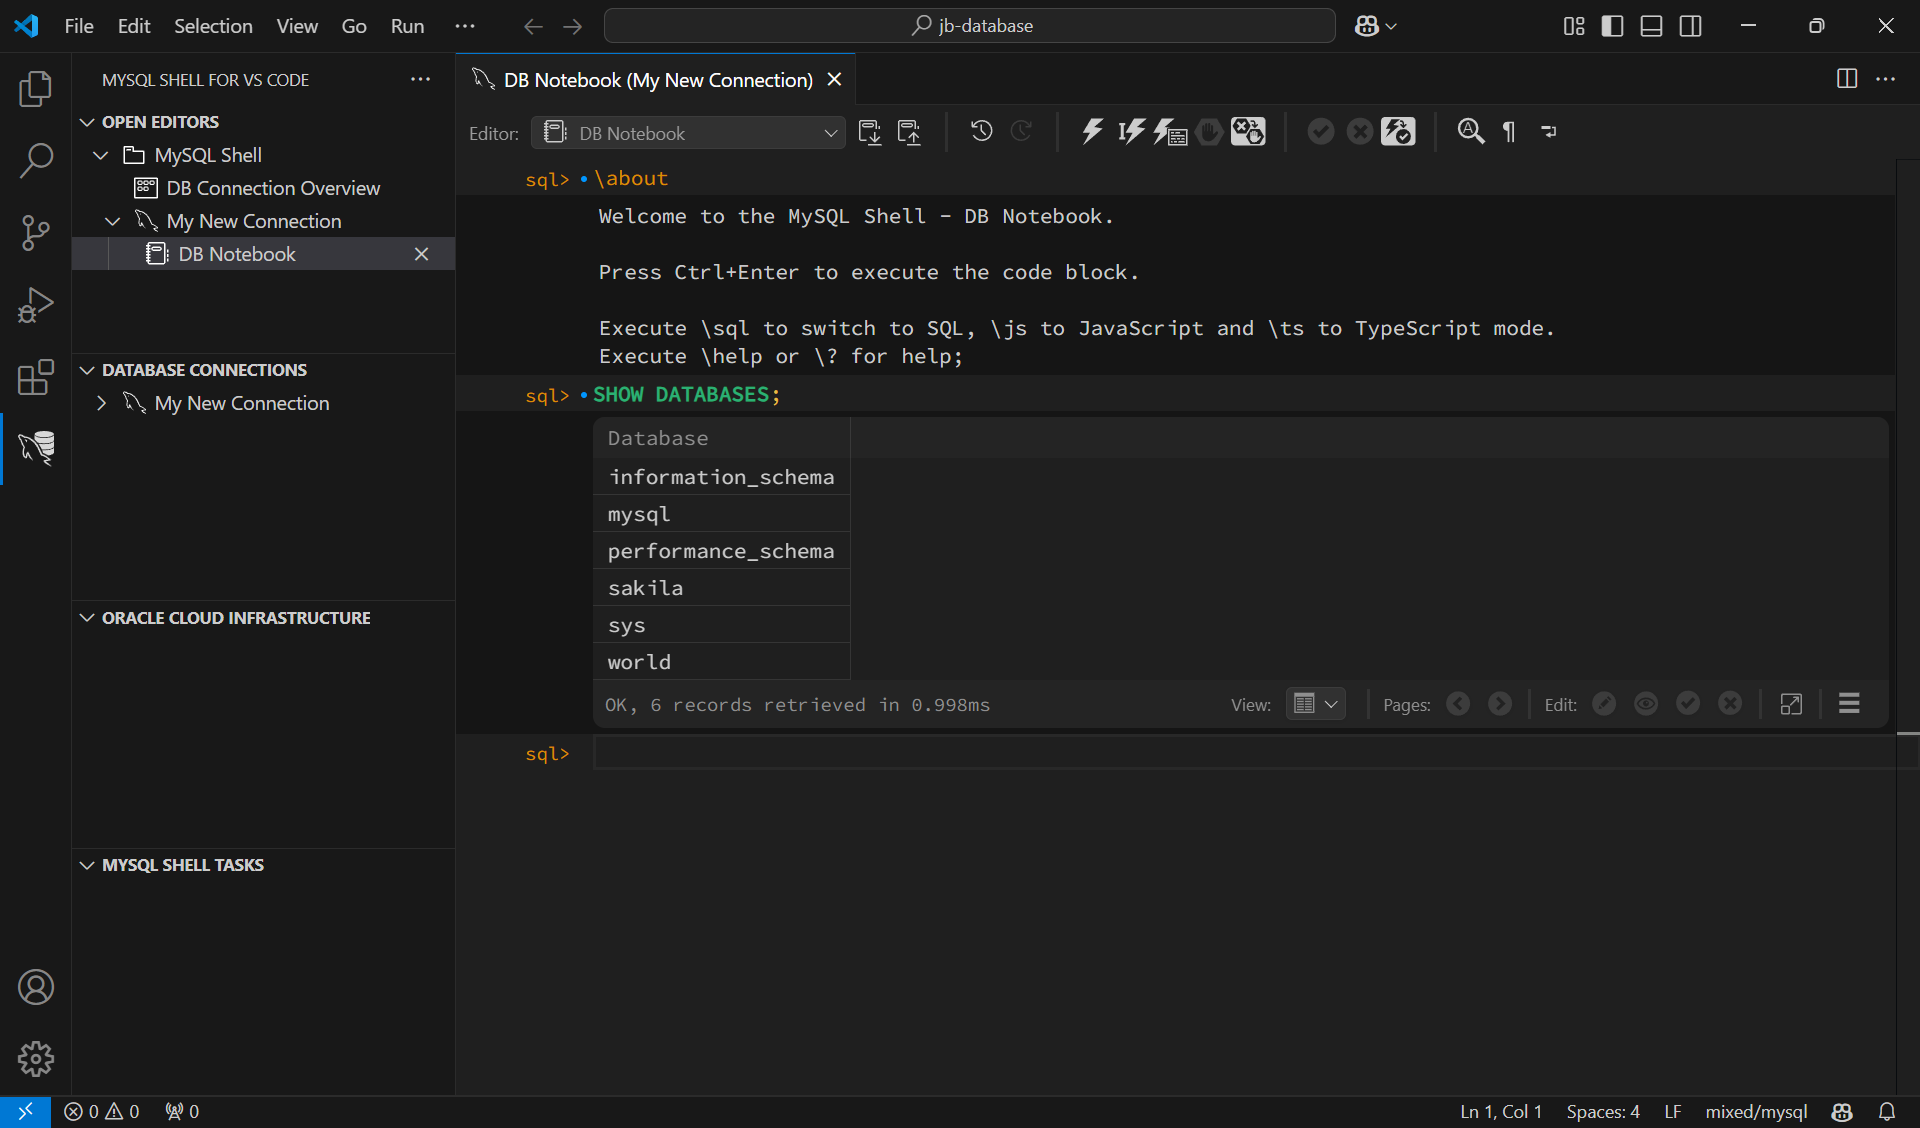 File Edit Selection View Go Run ··· jb-database
MYSQL SHELL FOR VS CODE ···
OPEN EDITORS
MySQL Shell
DB Connection Overview
My New Connection
DB Notebook
DATABASE CONNECTIONS
My New Connection
ORACLE CLOUD INFRASTRUCTURE
MYSQL SHELL TASKS
DB Notebook (My New Connection)
Editor: DB Notebook
sql> \about
Welcome to the MySQL Shell - DB Notebook.
Press Ctrl+Enter to execute the code block.
Execute \sql to switch to SQL, \js to JavaScript and \ts to TypeScript mode.
Execute \help or \? for help;
sql> SHOW DATABASES;
Database
information_schema
mysql
performance_schema
sakila
sys
world
OK, 6 records retrieved in 0.998ms View: Pages: Edit:
sql>
0 0 0 Ln 1, Col 1 Spaces: 4 LF mixed/mysql